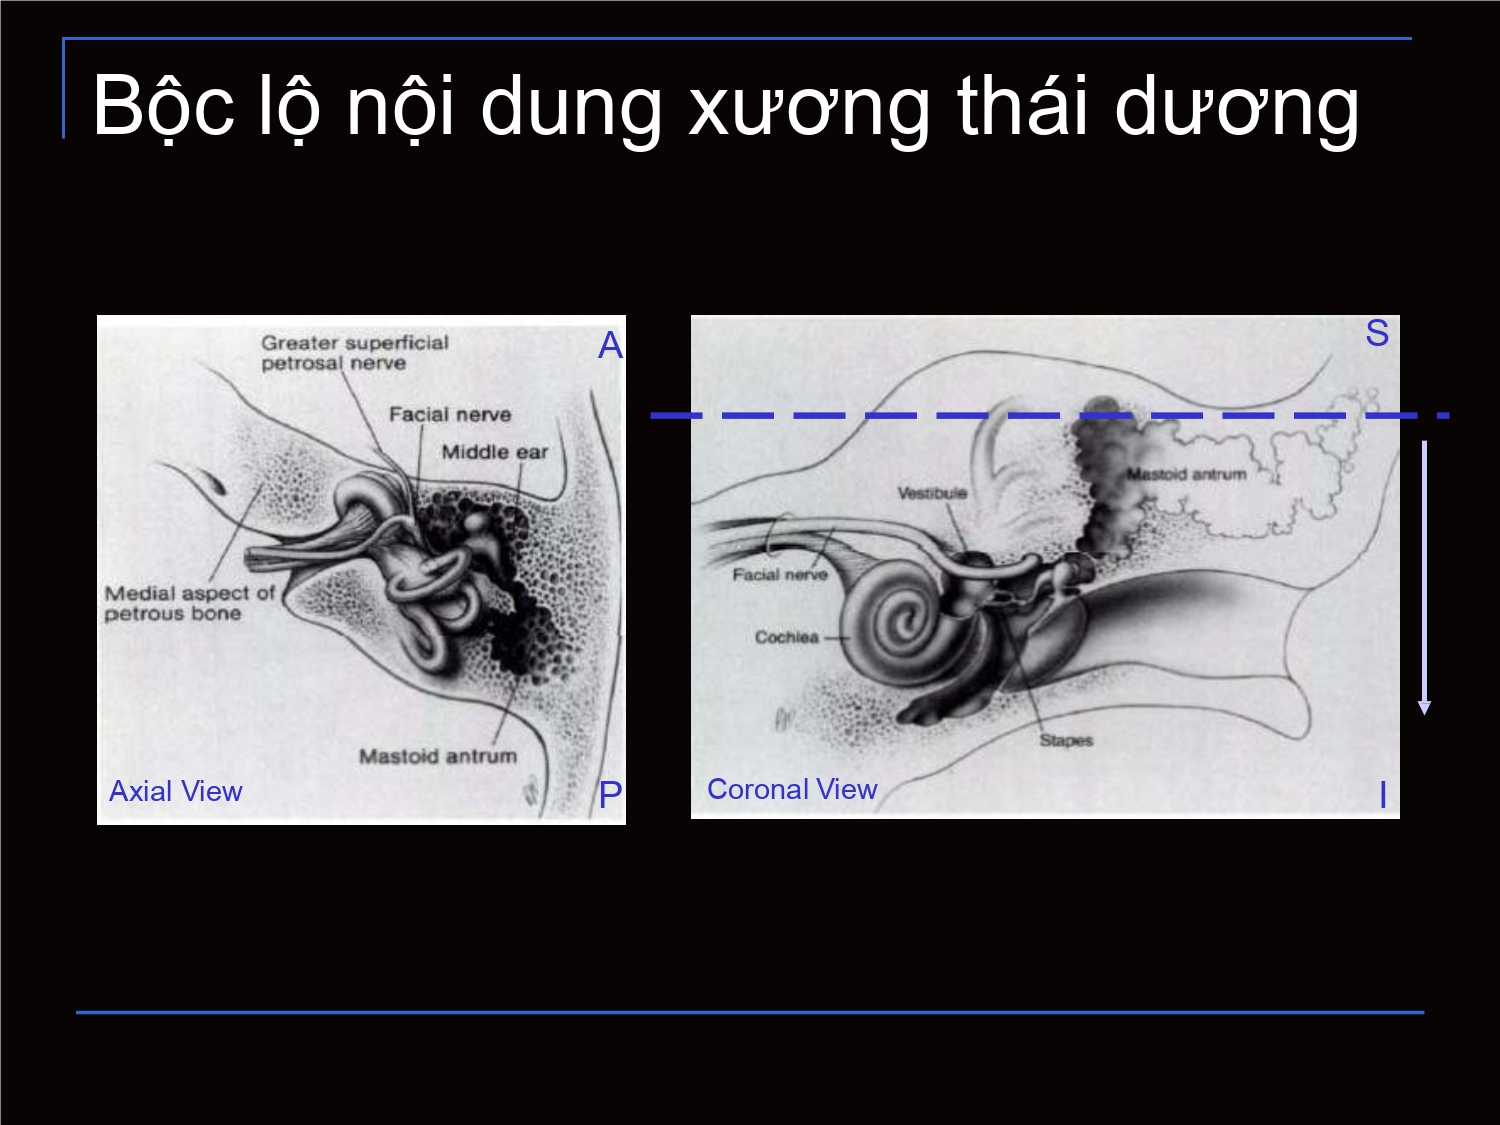 Bộc lộ nội dung xương thái dương
Greater superficial
petrosal nerve
A
Facial nerve
Middle ear
Medial aspect of
petrous bone
Mastoid antrum
Axial View
P
S
Mastoid antrum
Vestibule
Facial nerve
Cochlea
Stapes
Coronal View
I